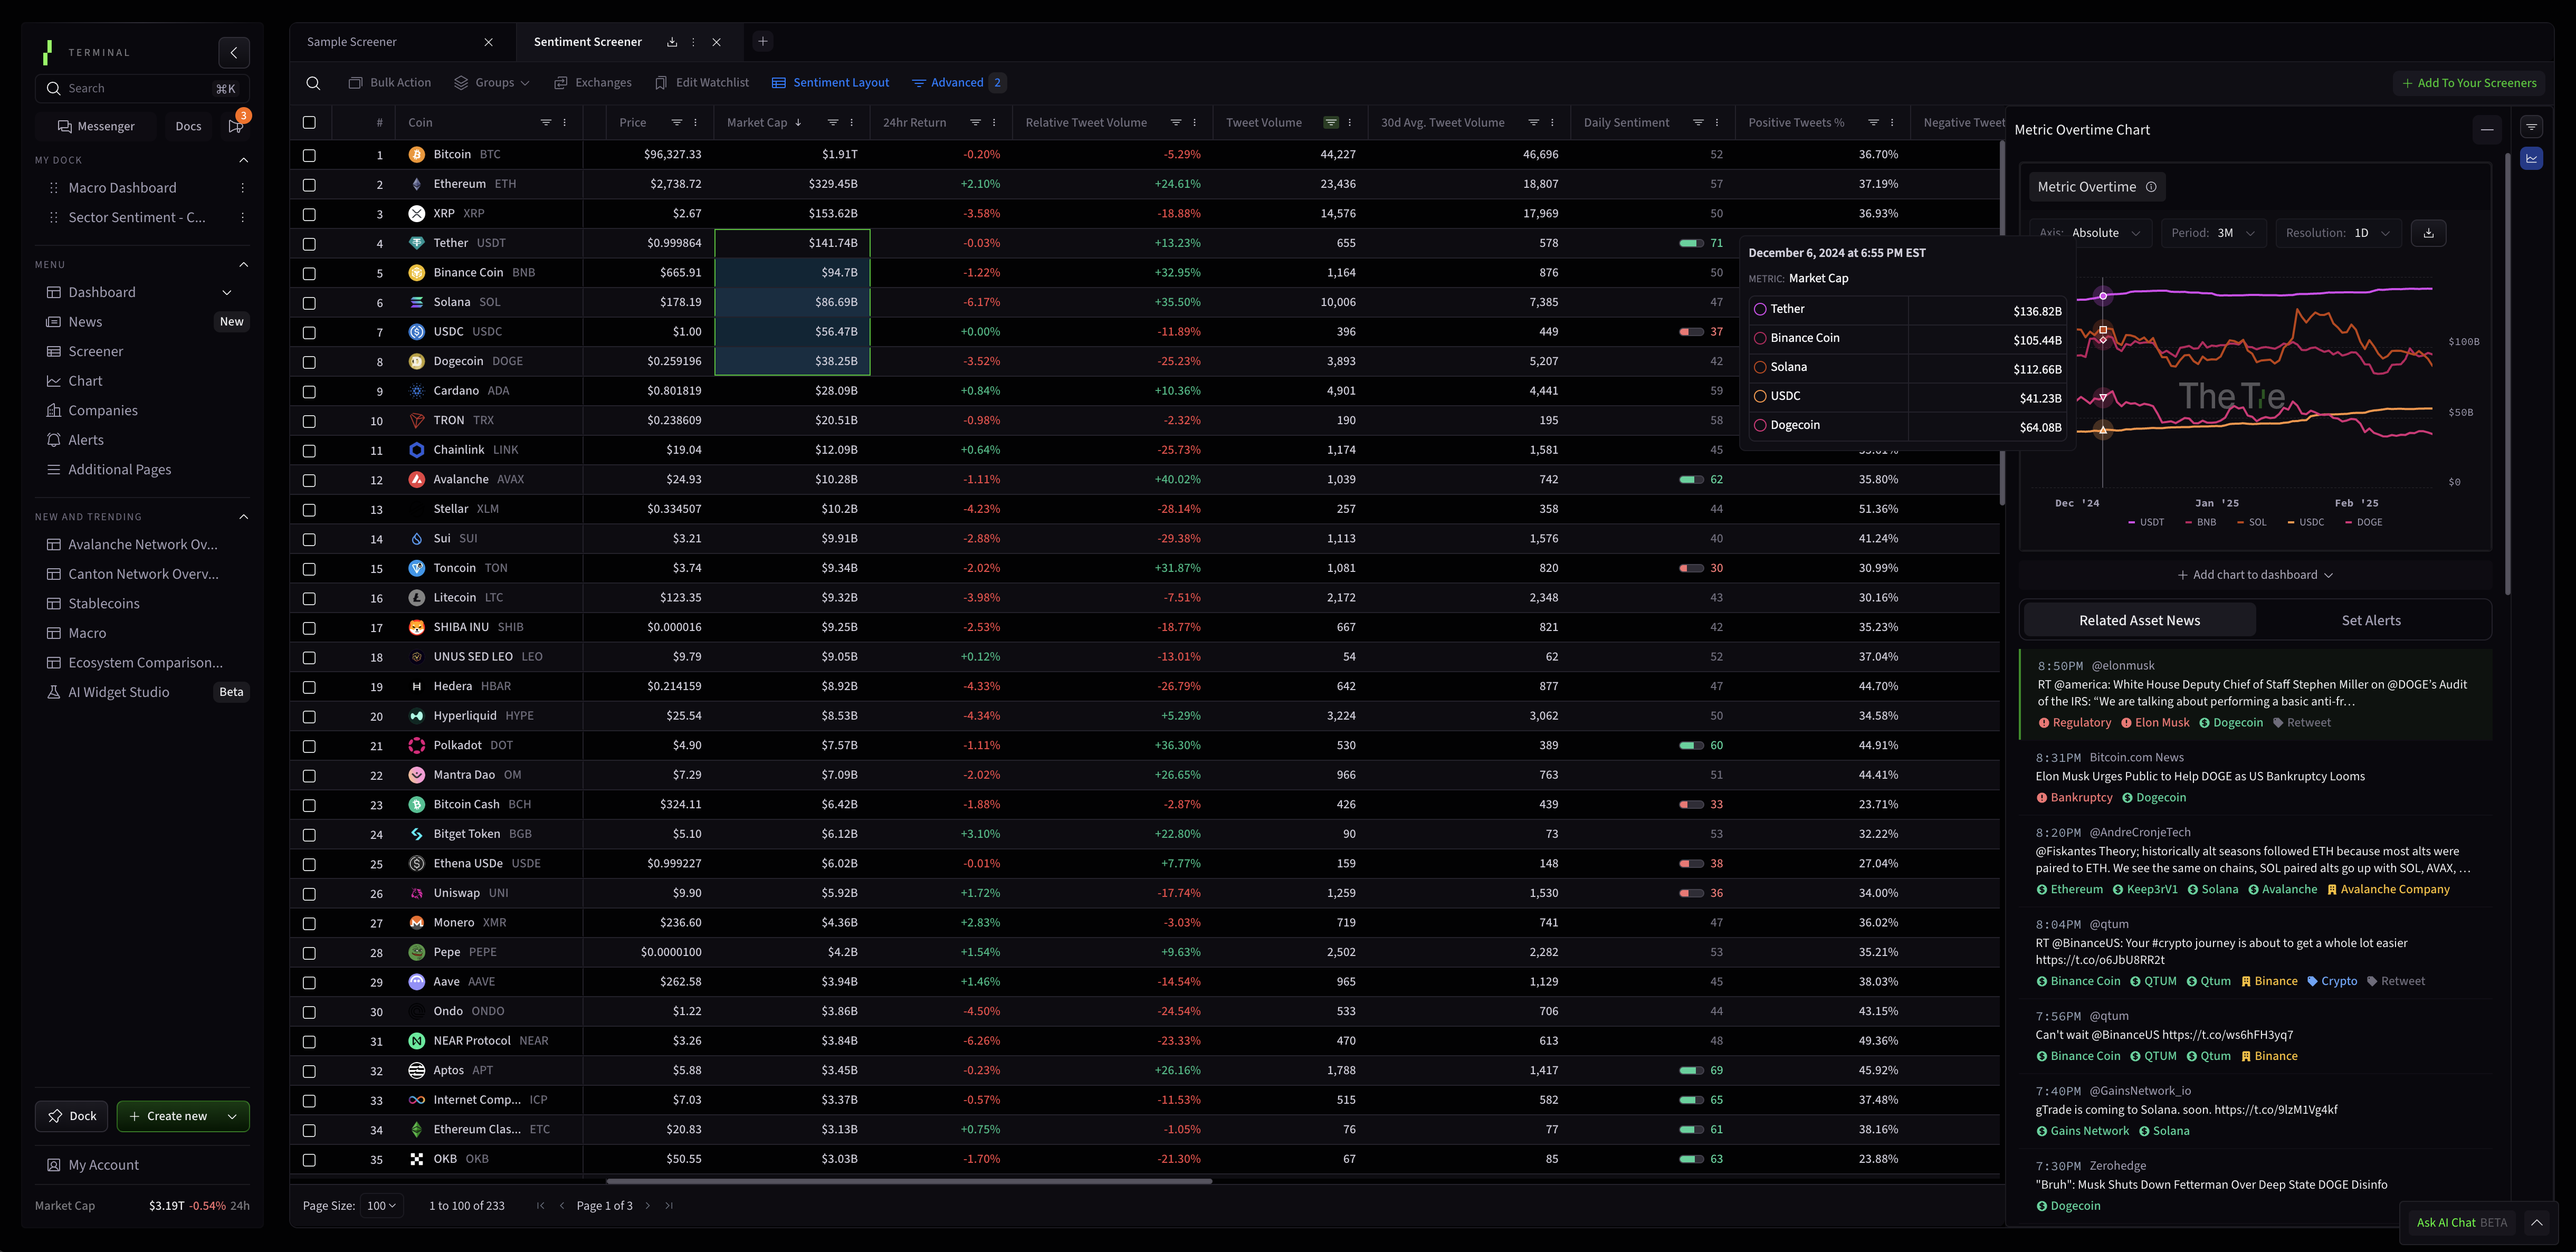 TERMINAL
Search ⌘K
Messenger Docs 3
MY DOCK
Macro Dashboard
Sector Sentiment - C...
MENU
Dashboard
News New
Screener
Chart
Companies
Alerts
Additional Pages
NEW AND TRENDING
Avalanche Network Ov...
Canton Network Overv...
Stablecoins
Macro
Ecosystem Comparison...
AI Widget Studio Beta
Dock + Create new
My Account
Market Cap $3.19T -0.54% 24h
Sample Screener Sentiment Screener
Bulk Action Groups Exchanges Edit Watchlist Sentiment Layout Advanced 2 + Add To Your Screeners
# Coin Price Market Cap ↓ 24hr Return Relative Tweet Volume Tweet Volume 30d Avg. Tweet Volume Daily Sentiment Positive Tweets % Negative Tweet
1 Bitcoin BTC $96,327.33 $1.91T -0.20% -5.29% 44,227 46,696 52 36.70%
2 Ethereum ETH $2,738.72 $329.45B +2.10% +24.61% 23,436 18,807 57 37.19%
3 XRP XRP $2.67 $153.62B -3.58% -18.88% 14,576 17,969 50 36.93%
4 Tether USDT $0.999864 $141.74B -0.03% +13.23% 655 578 71
5 Binance Coin BNB $665.91 $94.7B -1.22% +32.95% 1,164 876 50
6 Solana SOL $178.19 $86.69B -6.17% +35.50% 10,006 7,385 47
7 USDC USDC $1.00 $56.47B +0.00% -11.89% 396 449 37
8 Dogecoin DOGE $0.259196 $38.25B -3.52% -25.23% 3,893 5,207 42
9 Cardano ADA $0.801819 $28.09B +0.84% +10.36% 4,901 4,441 59
10 TRON TRX $0.238609 $20.51B -0.98% -2.32% 190 195 58
11 Chainlink LINK $19.04 $12.09B +0.64% -25.73% 1,174 1,581 45
12 Avalanche AVAX $24.93 $10.28B -1.11% +40.02% 1,039 742 62 35.80%
13 Stellar XLM $0.334507 $10.2B -4.23% -28.14% 257 358 44 51.36%
14 Sui SUI $3.21 $9.91B -2.88% -29.38% 1,113 1,576 40 41.24%
15 Toncoin TON $3.74 $9.34B -2.02% +31.87% 1,081 820 30 30.99%
16 Litecoin LTC $123.35 $9.32B -3.98% -7.51% 2,172 2,348 43 30.16%
17 SHIBA INU SHIB $0.000016 $9.25B -2.53% -18.77% 667 821 42 35.23%
18 UNUS SED LEO LEO $9.79 $9.05B +0.12% -13.01% 54 62 52 37.04%
19 Hedera HBAR $0.214159 $8.92B -4.33% -26.79% 642 877 47 44.70%
20 Hyperliquid HYPE $25.54 $8.53B -4.34% +5.29% 3,224 3,062 50 34.58%
21 Polkadot DOT $4.90 $7.57B -1.11% +36.30% 530 389 60 44.91%
22 Mantra Dao OM $7.29 $7.09B -2.02% +26.65% 966 763 51 44.41%
23 Bitcoin Cash BCH $324.11 $6.42B -1.88% -2.87% 426 439 33 23.71%
24 Bitget Token BGB $5.10 $6.12B +3.10% +22.80% 90 73 53 32.22%
25 Ethena USDe USDE $0.999227 $6.02B -0.01% +7.77% 159 148 38 27.04%
26 Uniswap UNI $9.90 $5.92B +1.72% -17.74% 1,259 1,530 36 34.00%
27 Monero XMR $236.60 $4.36B +2.83% -3.03% 719 741 47 36.02%
28 Pepe PEPE $0.0000100 $4.2B +1.54% +9.63% 2,502 2,282 53 35.21%
29 Aave AAVE $262.58 $3.94B +1.46% -14.54% 965 1,129 45 38.03%
30 Ondo ONDO $1.22 $3.86B -4.50% -24.54% 533 706 44 43.15%
31 NEAR Protocol NEAR $3.26 $3.84B -6.26% -23.33% 470 613 48 49.36%
32 Aptos APT $5.88 $3.45B -0.23% +26.16% 1,788 1,417 69 45.92%
33 Internet Comp... ICP $7.03 $3.37B -0.57% -11.53% 515 582 65 37.48%
34 Ethereum Clas... ETC $20.83 $3.13B +0.75% -1.05% 76 77 61 38.16%
35 OKB OKB $50.55 $3.03B -1.70% -21.30% 67 85 63 23.88%
Page Size: 100 1 to 100 of 233 Page 1 of 3
Metric Overtime Chart
Metric Overtime
Axis: Absolute Period: 3M Resolution: 1D
December 6, 2024 at 6:55 PM EST
METRIC: Market Cap
Tether $136.82B
Binance Coin $105.44B
Solana $112.66B
USDC $41.23B
Dogecoin $64.08B
$100B
$50B
$0
The Tie
Dec '24 Jan '25 Feb '25
USDT BNB SOL USDC DOGE
+ Add chart to dashboard
Related Asset News Set Alerts
8:50PM @elonmusk
RT @america: White House Deputy Chief of Staff Stephen Miller on @DOGE's Audit
of the IRS: “We are talking about performing a basic anti-fr...
Regulatory Elon Musk Dogecoin Retweet
8:31PM Bitcoin.com News
Elon Musk Urges Public to Help DOGE as US Bankruptcy Looms
Bankruptcy Dogecoin
8:20PM @AndreCronjeTech
@Fiskantes Theory; historically alt seasons followed ETH because most alts were
paired to ETH. We see the same on chains, SOL paired alts go up with SOL, AVAX, ...
Ethereum Keep3rV1 Solana Avalanche Avalanche Company
8:04PM @qtum
RT @BinanceUS: Your #crypto journey is about to get a whole lot easier
https://t.co/o6JbU8RR2t
Binance Coin QTUM Qtum Binance Crypto Retweet
7:56PM @qtum
Can't wait @BinanceUS https://t.co/ws6hFH3yq7
Binance Coin QTUM Qtum Binance
7:40PM @GainsNetwork_io
gTrade is coming to Solana. soon. https://t.co/9lzM1Vg4kf
Gains Network Solana
7:30PM Zerohedge
"Bruh": Musk Shuts Down Fetterman Over Deep State DOGE Disinfo
Dogecoin
Ask AI Chat BETA